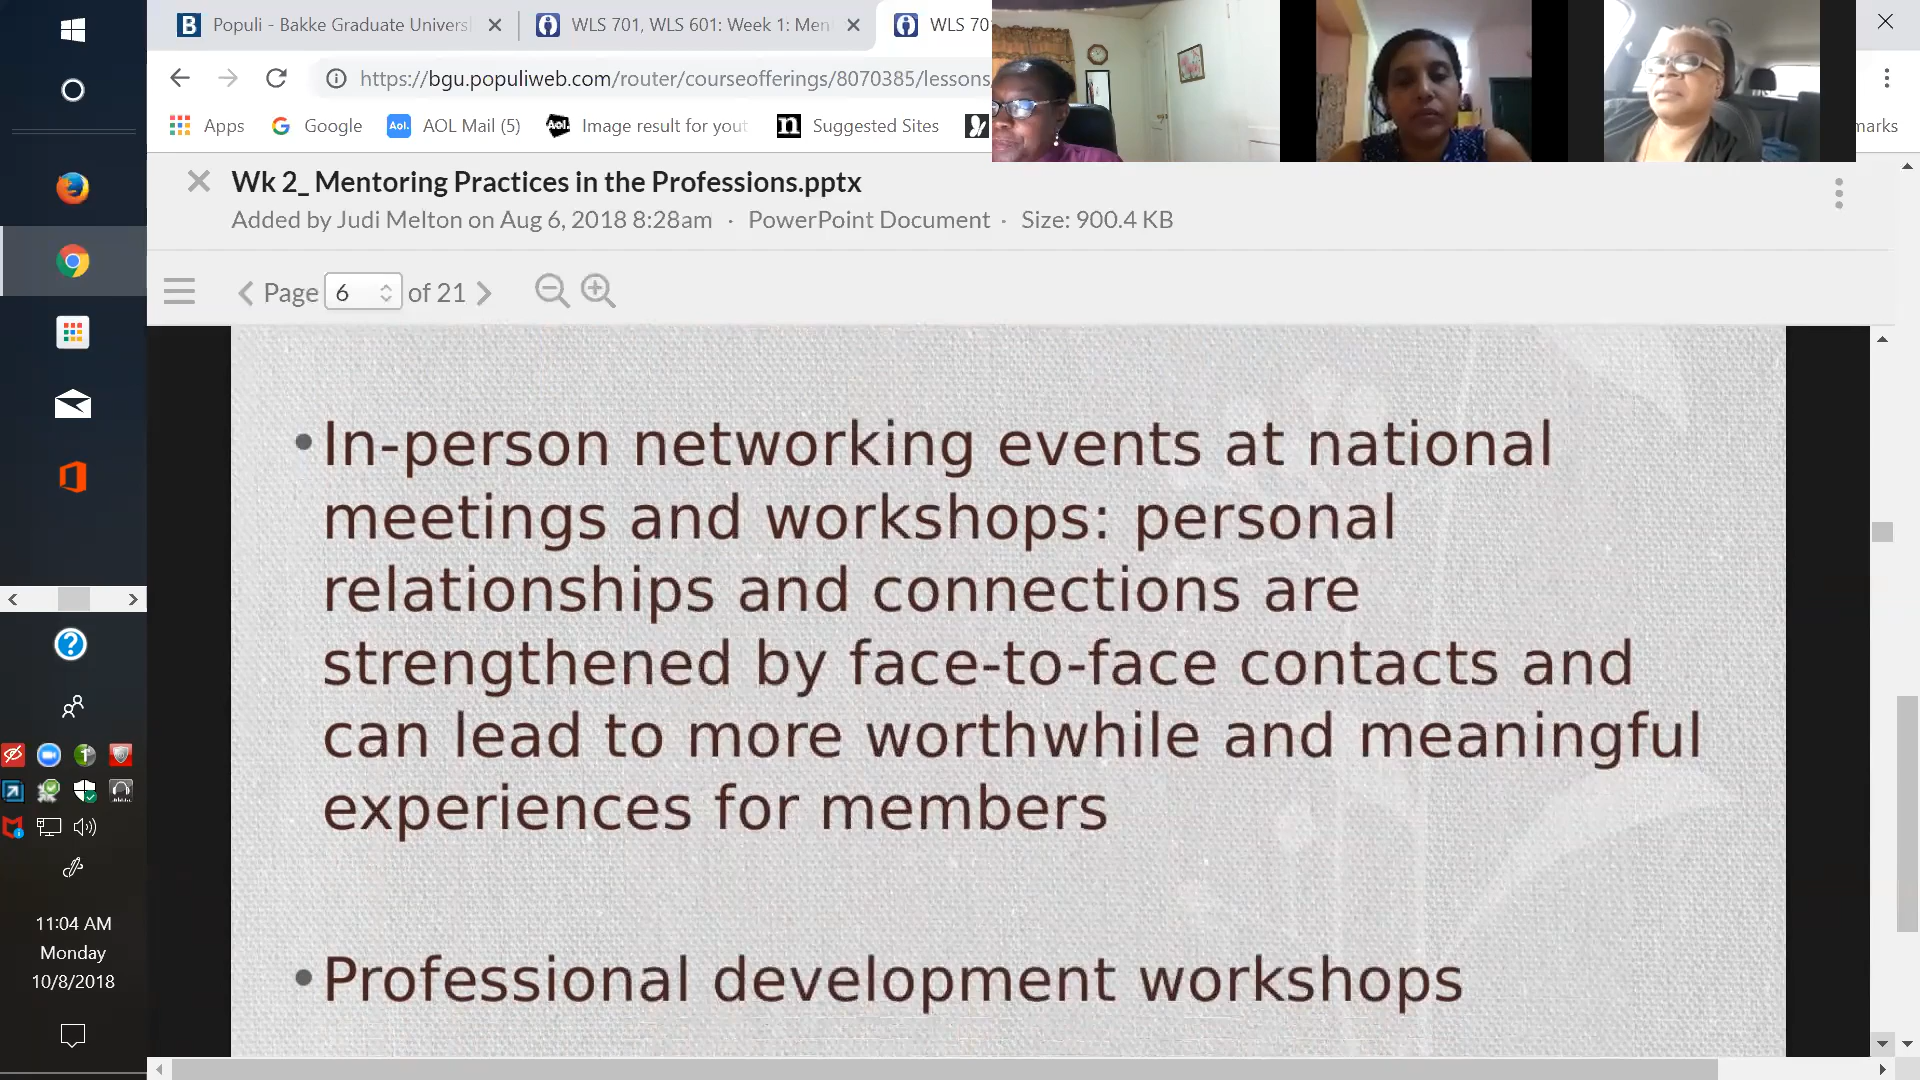 Populi - Bakke Graduate Univers
WLS 701, WLS 601: Week 1: Men
WLS 70
https://bgu.populiweb.com/router/courseofferings/8070385/lessons
Apps
Google
Aol.
AOL Mail (5)
Aol.
Image result for yout
n
Suggested Sites
marks
Wk 2_ Mentoring Practices in the Professions.pptx
Added by Judi Melton on Aug 6, 2018 8:28am · PowerPoint Document · Size: 900.4 KB
Page 6 of 21
• In-person networking events at national
meetings and workshops: personal
relationships and connections are
strengthened by face-to-face contacts and
can lead to more worthwhile and meaningful
experiences for members
• Professional development workshops
11:04 AM
Monday
10/8/2018